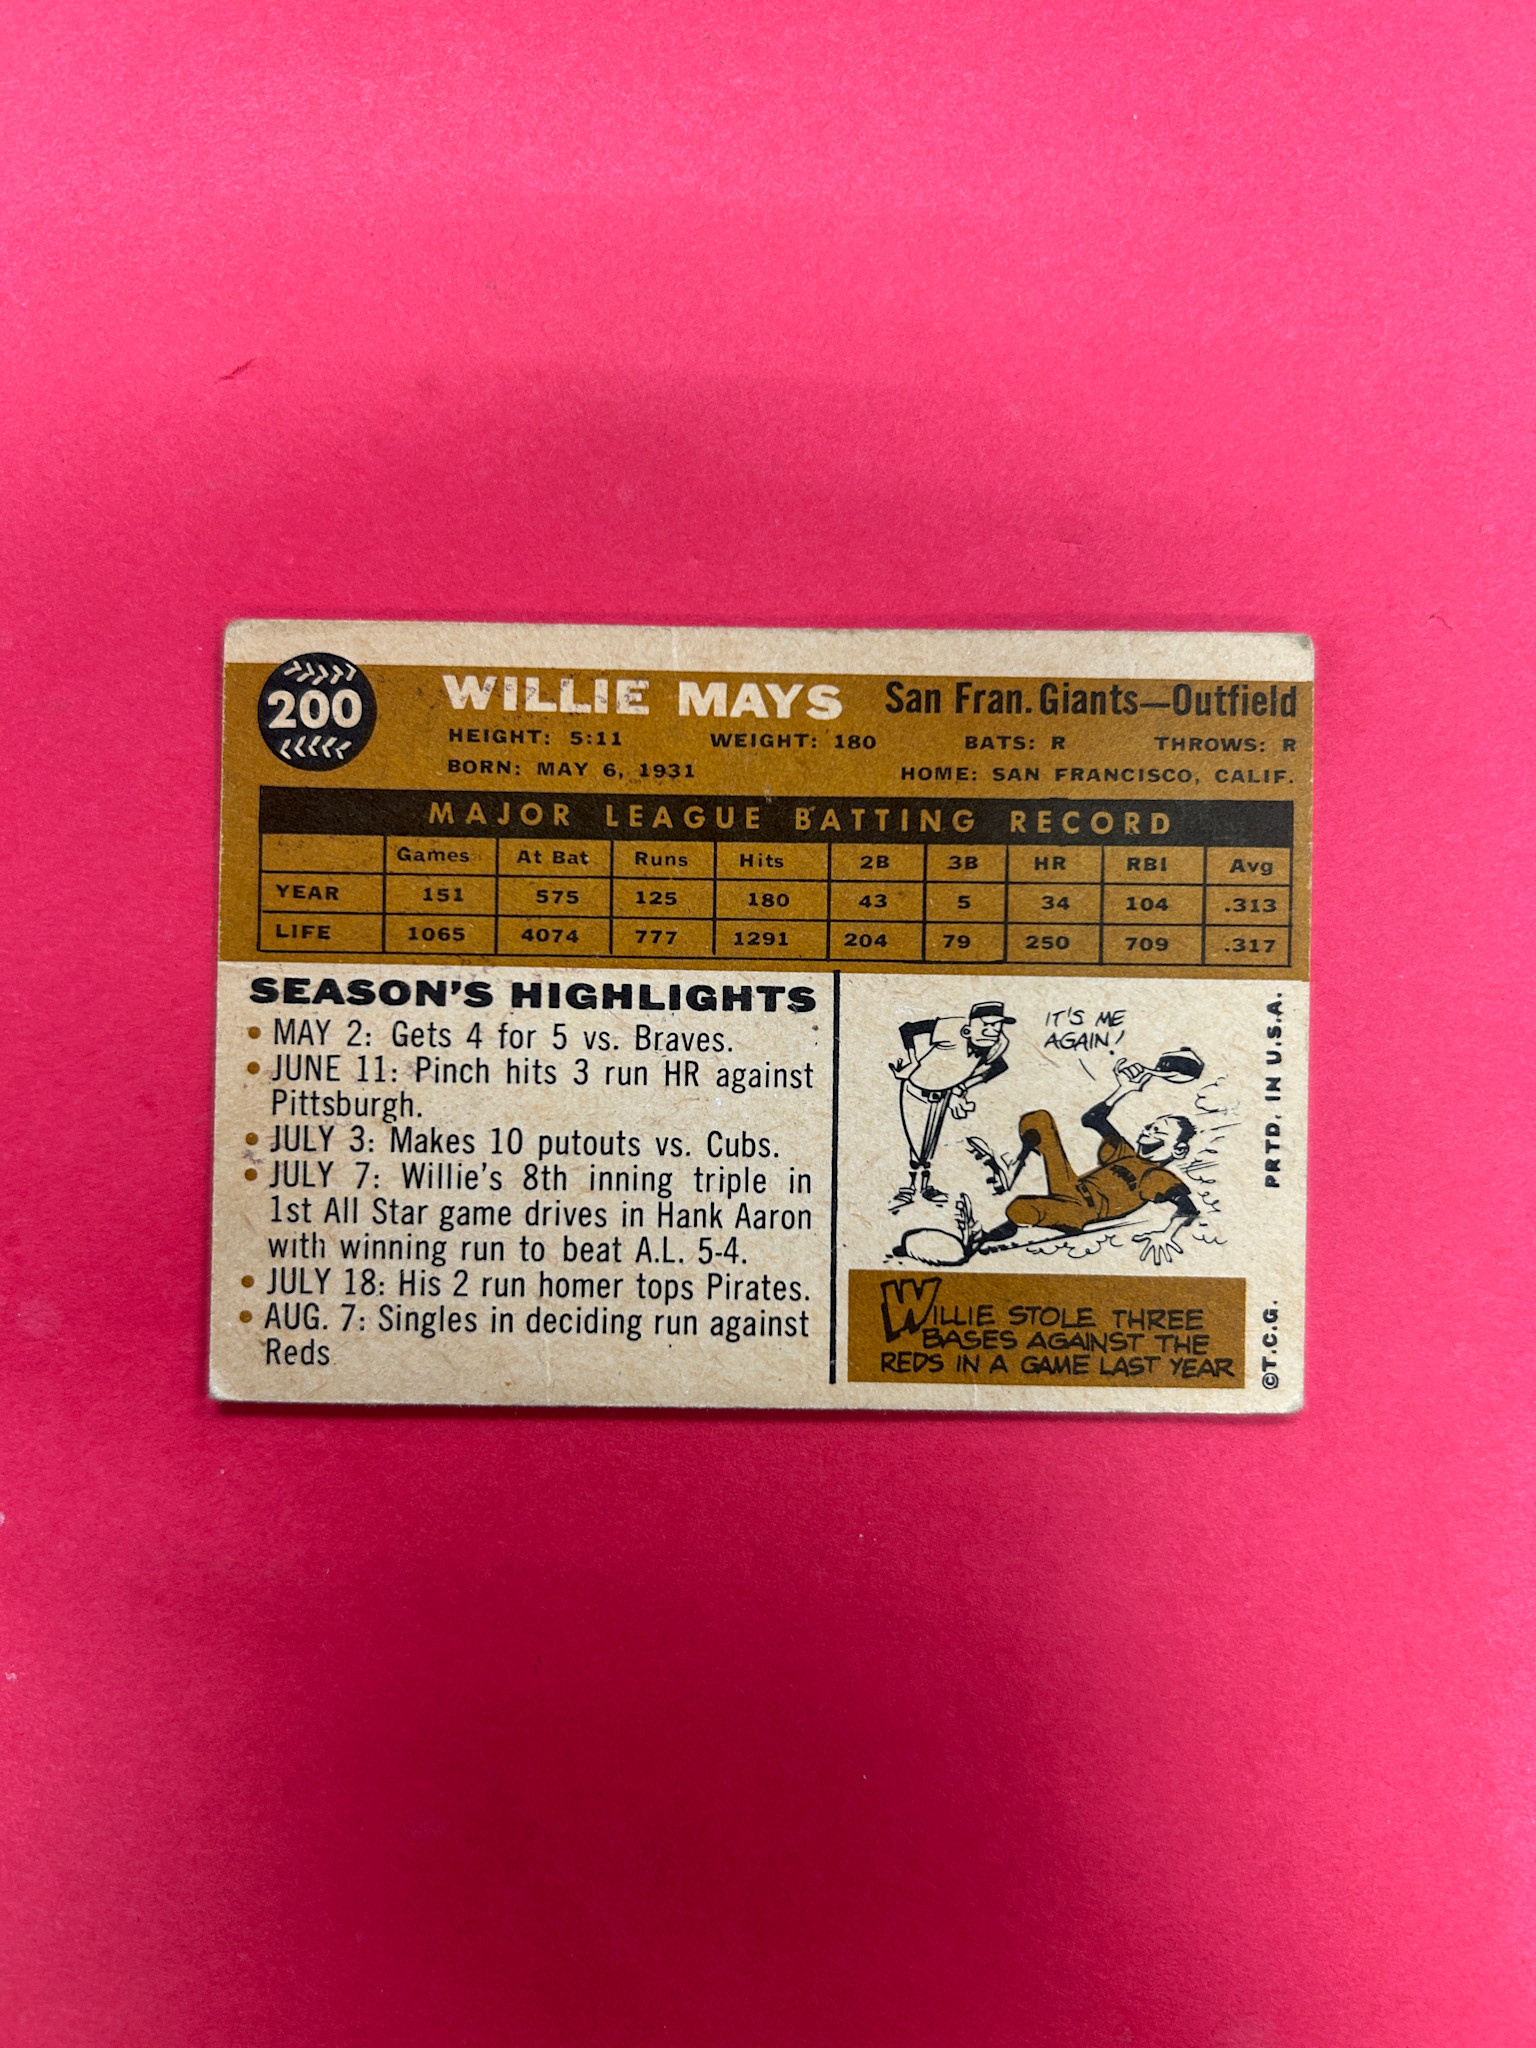 200
WILLIE MAYS San Fran. Giants—Outfield
HEIGHT: 5:11 WEIGHT: 180 BATS: R THROWS: R
BORN: MAY 6, 1931 HOME: SAN FRANCISCO, CALIF.
MAJOR LEAGUE BATTING RECORD
Games At Bat Runs Hits 2B 3B HR RBI Avg
YEAR 151 575 125 180 43 5 34 104 .313
LIFE 1065 4074 777 1291 204 79 250 709 .317
SEASON'S HIGHLIGHTS
• MAY 2: Gets 4 for 5 vs. Braves.
• JUNE 11: Pinch hits 3 run HR against
Pittsburgh.
• JULY 3: Makes 10 putouts vs. Cubs.
• JULY 7: Willie's 8th inning triple in
1st All Star game drives in Hank Aaron
with winning run to beat A.L. 5-4.
• JULY 18: His 2 run homer tops Pirates.
• AUG. 7: Singles in deciding run against
Reds
IT'S ME
AGAIN!
WILLIE STOLE THREE
BASES AGAINST THE
REDS IN A GAME LAST YEAR
©T.C.G. PRTD. IN U.S.A.